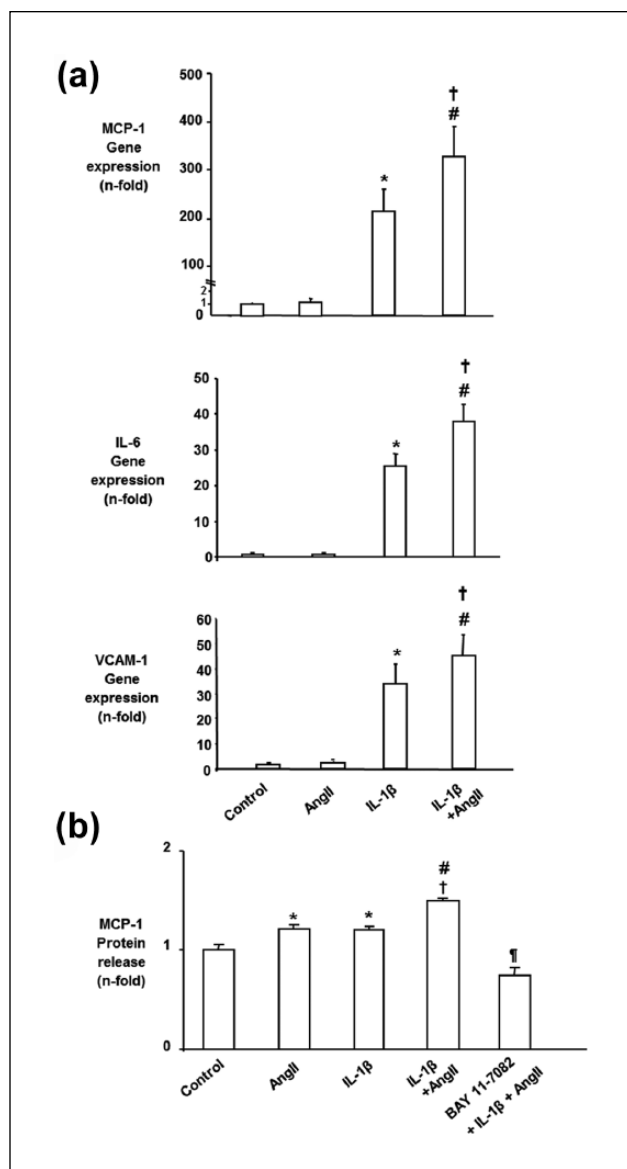 (a)
MCP-1
Gene
expression
(n-fold)
500
400
300
200
100
2
1
0
*
†
#
IL-6
Gene
expression
(n-fold)
50
40
30
20
10
0
*
†
#
VCAM-1
Gene
expression
(n-fold)
60
50
40
30
20
10
0
*
†
#
Control
AngII
IL-1β
IL-1β
+AngII
(b)
MCP-1
Protein
release
(n-fold)
2
1
0
*
*
#
†
¶
Control
AngII
IL-1β
IL-1β
+AngII
BAY 11-7082
+ IL-1β + AngII